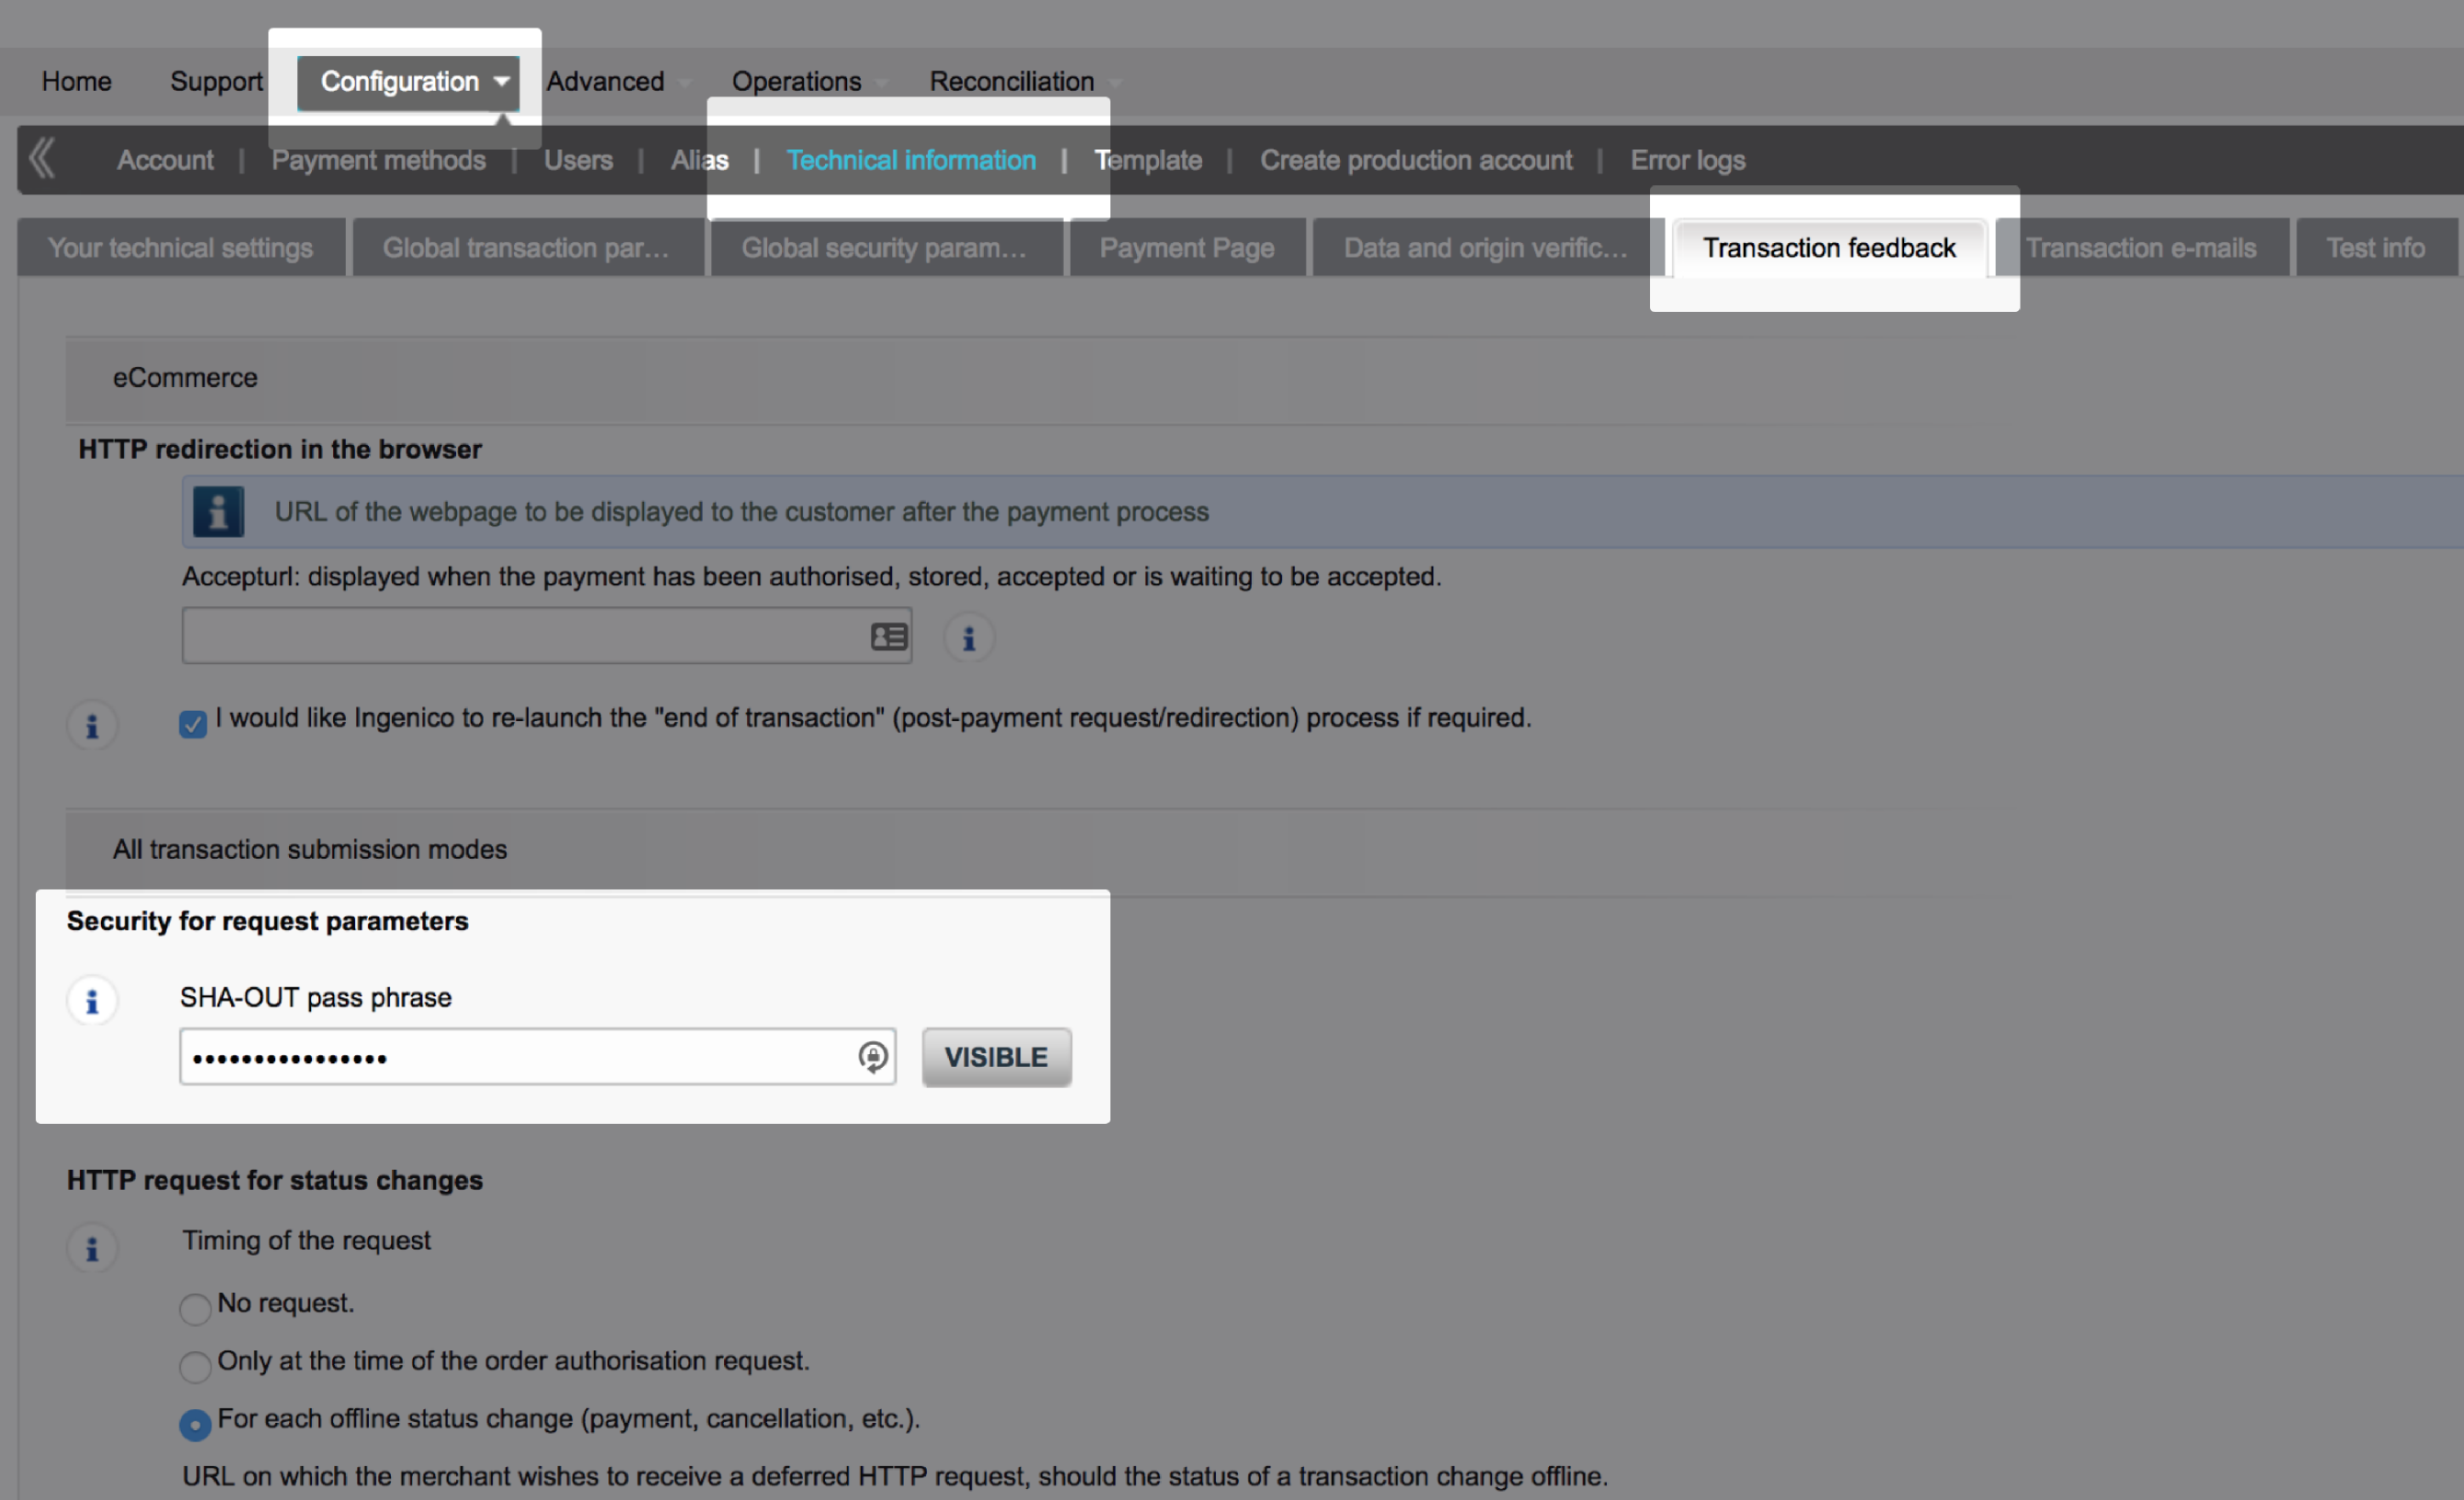 Home Support Configuration Advanced Operations Reconciliation
Account | Payment methods | Users | Alias | Technical information | Template | Create production account | Error logs
Your technical settings Global transaction par... Global security param... Payment Page Data and origin verific... Transaction feedback Transaction e-mails Test info
eCommerce
HTTP redirection in the browser
URL of the webpage to be displayed to the customer after the payment process
Accepturl: displayed when the payment has been authorised, stored, accepted or is waiting to be accepted.
I would like Ingenico to re-launch the "end of transaction" (post-payment request/redirection) process if required.
All transaction submission modes
Security for request parameters
SHA-OUT pass phrase
••••••••••••••••
VISIBLE
HTTP request for status changes
Timing of the request
No request.
Only at the time of the order authorisation request.
For each offline status change (payment, cancellation, etc.).
URL on which the merchant wishes to receive a deferred HTTP request, should the status of a transaction change offline.